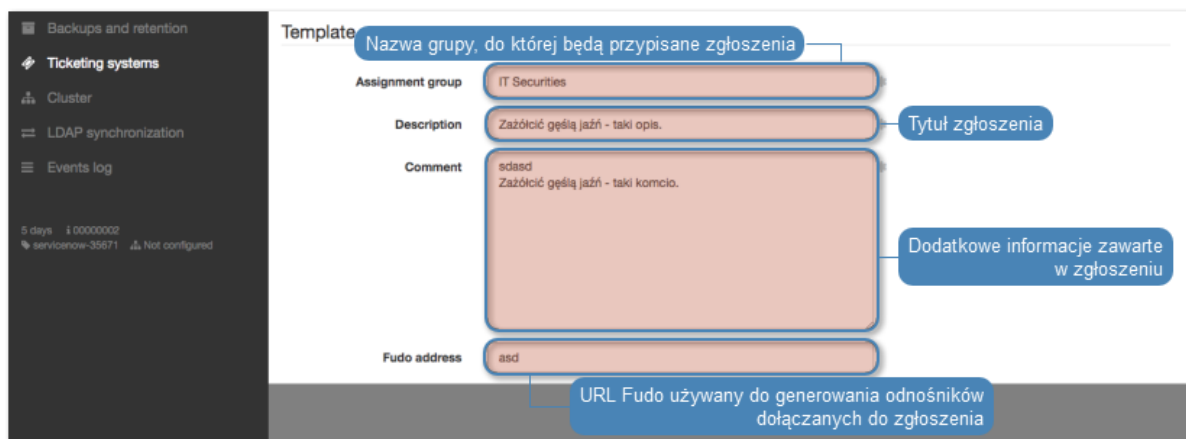 Backups and retention
Ticketing systems
Cluster
LDAP synchronization
Events log
5 days 00000002
servicenow-35671 Not configured
Template
Nazwa grupy, do której będą przypisane zgłoszenia
Assignment group IT Securities
Description Zażółcić gęślą jaźń - taki opis.
Tytuł zgłoszenia
Comment sdasd
Zażółcić gęślą jaźń - taki komcio.
Dodatkowe informacje zawarte
w zgłoszeniu
Fudo address asd
URL Fudo używany do generowania odnośników
dołączanych do zgłoszenia